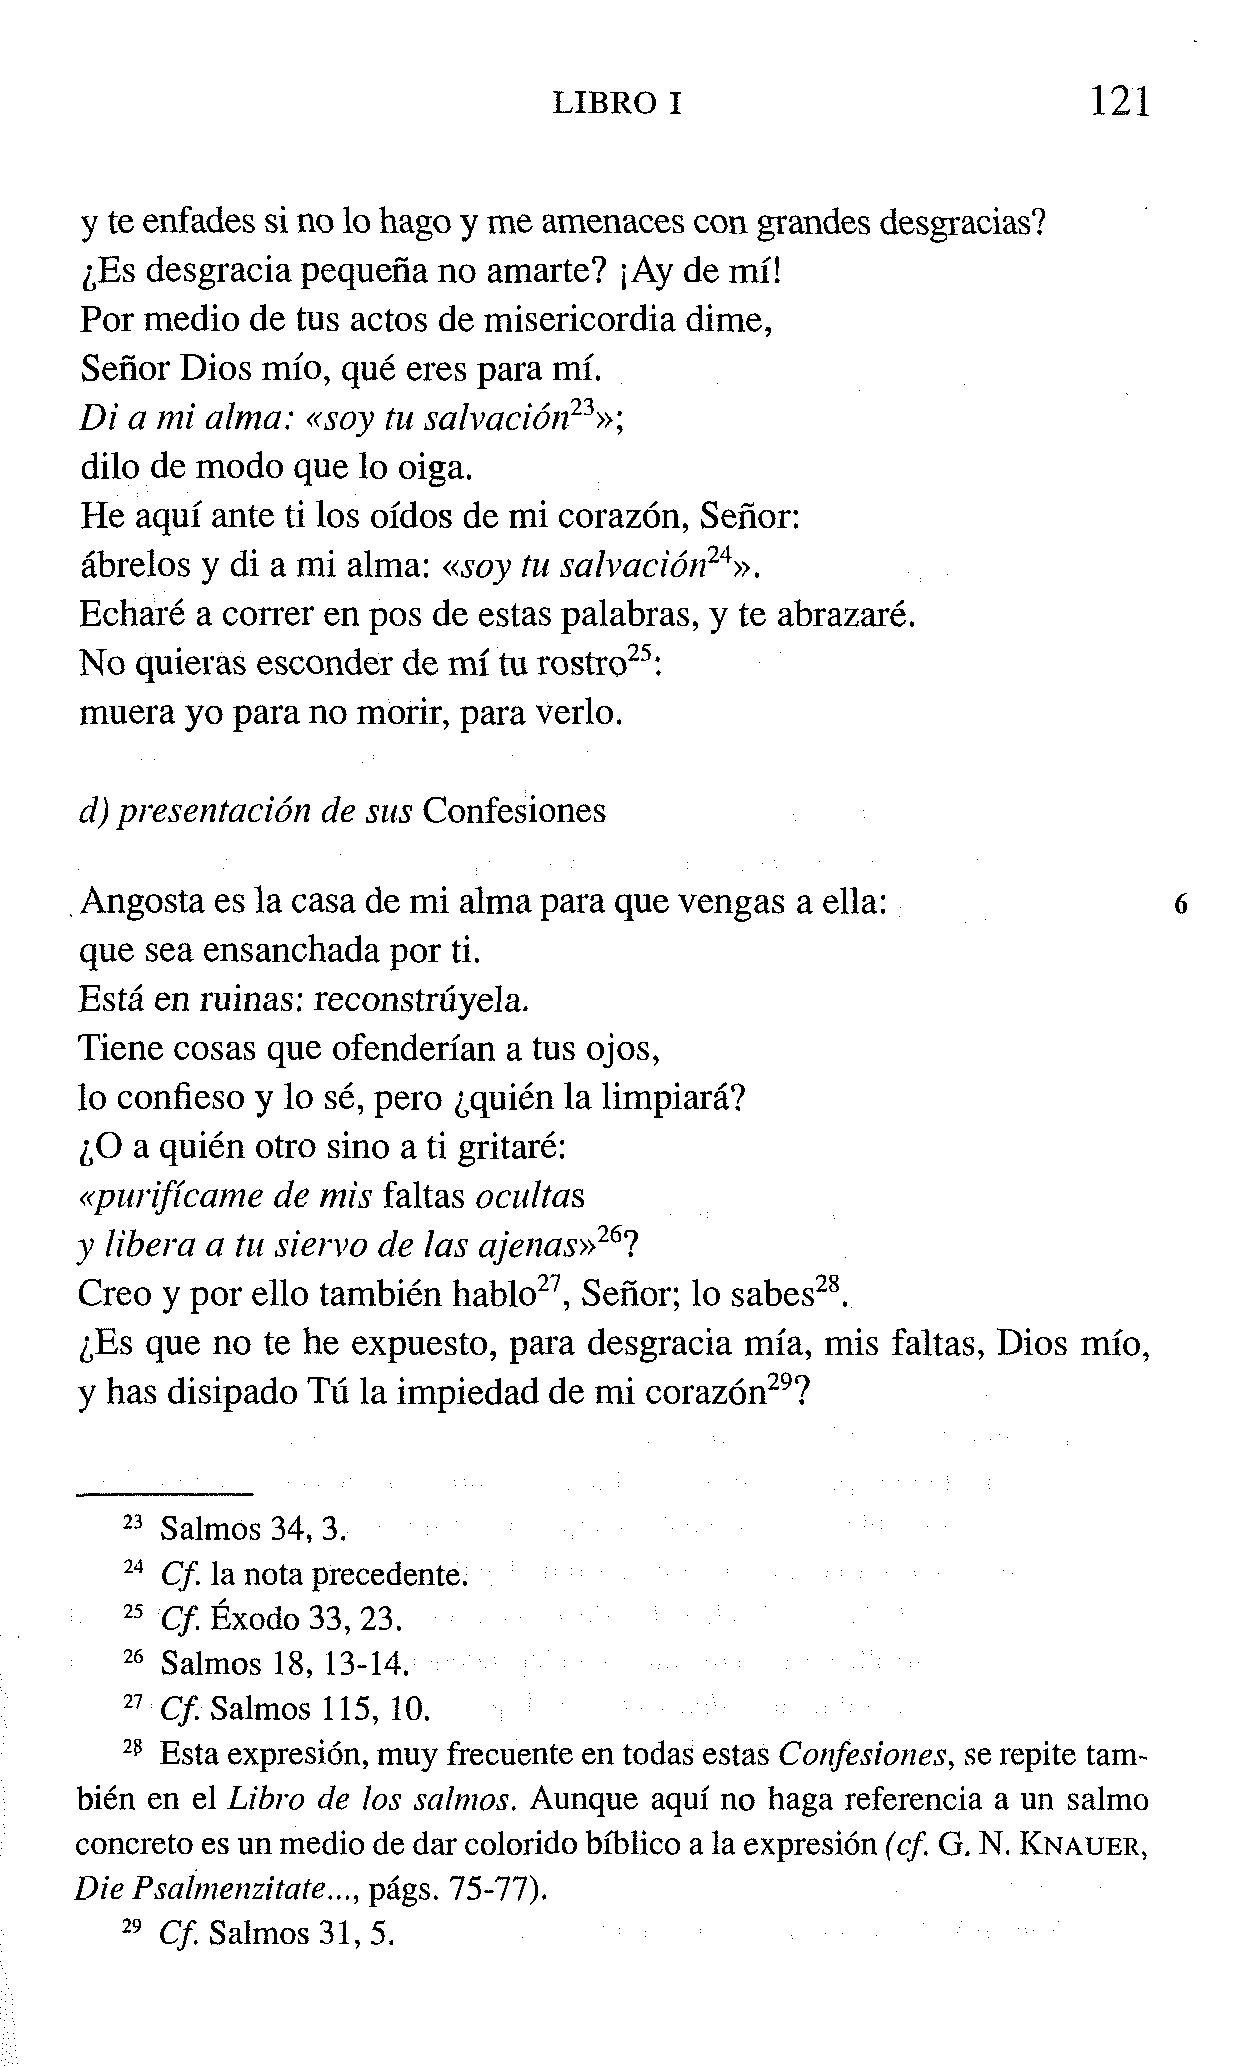 LIBRO I 121
y te enfades si no lo hago y me amenaces con grandes desgracias?
¿Es desgracia pequeña no amarte? ¡Ay de mí!
Por medio de tus actos de misericordia dime,
Señor Dios mío, qué eres para mí.
Di a mi alma: «soy tu salvación²³»;
dilo de modo que lo oiga.
He aquí ante ti los oídos de mi corazón, Señor:
ábrelos y di a mi alma: «soy tu salvación²⁴».
Echaré a correr en pos de estas palabras, y te abrazaré.
No quieras esconder de mí tu rostro²⁵:
muera yo para no morir, para verlo.
d) presentación de sus Confesiones
Angosta es la casa de mi alma para que vengas a ella: 6
que sea ensanchada por ti.
Está en ruinas: reconstrúyela.
Tiene cosas que ofenderían a tus ojos,
lo confieso y lo sé, pero ¿quién la limpiará?
¿O a quién otro sino a ti gritaré:
«purifícame de mis faltas ocultas
y libera a tu siervo de las ajenas»²⁶?
Creo y por ello también hablo²⁷, Señor; lo sabes²⁸.
¿Es que no te he expuesto, para desgracia mía, mis faltas, Dios mío,
y has disipado Tú la impiedad de mi corazón²⁹?
²³ Salmos 34, 3.
²⁴ Cf. la nota precedente.
²⁵ Cf. Éxodo 33, 23.
²⁶ Salmos 18, 13-14.
²⁷ Cf. Salmos 115, 10.
²⁸ Esta expresión, muy frecuente en todas estas Confesiones, se repite tam-
bién en el Libro de los salmos. Aunque aquí no haga referencia a un salmo
concreto es un medio de dar colorido bíblico a la expresión (cf. G. N. KNAUER,
Die Psalmenzitate..., págs. 75-77).
²⁹ Cf. Salmos 31, 5.